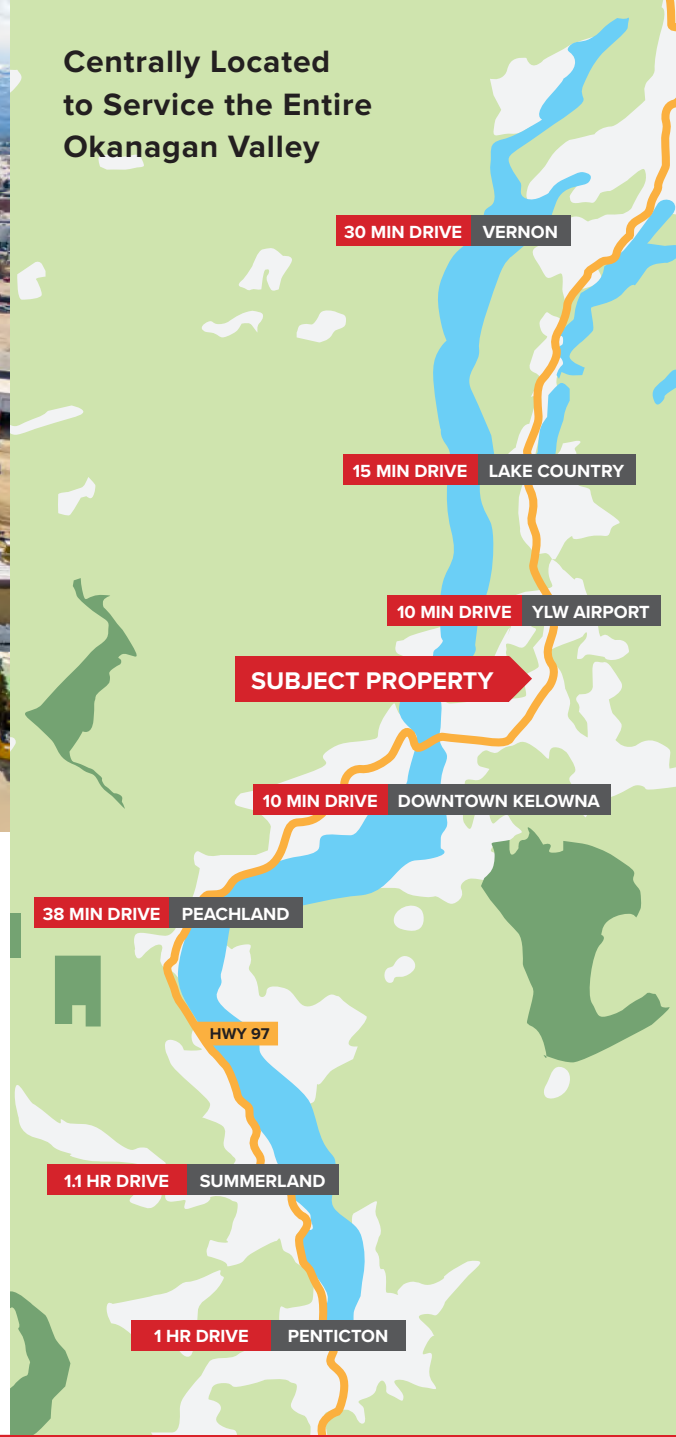 Centrally Located
to Service the Entire
Okanagan Valley
30 MIN DRIVE VERNON
15 MIN DRIVE LAKE COUNTRY
10 MIN DRIVE YLW AIRPORT
SUBJECT PROPERTY
10 MIN DRIVE DOWNTOWN KELOWNA
38 MIN DRIVE PEACHLAND
HWY 97
1.1 HR DRIVE SUMMERLAND
1 HR DRIVE PENTICTON